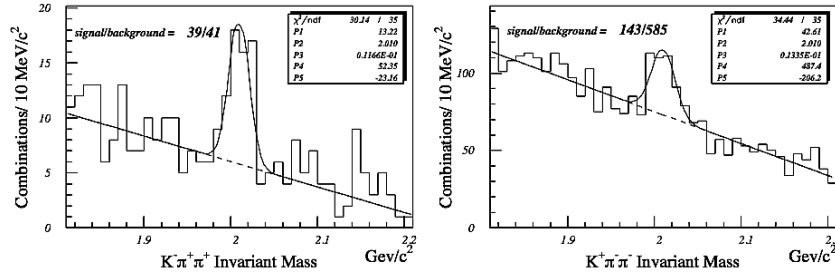 20
15
10
5
0
Combinations/ 10 MeV/c²
signal/background = 39/41
χ²/ndf 30.14 / 35
P1 13.22
P2 2.010
P3 0.1166E-01
P4 52.35
P5 -23.16
1.9 2 2.1 2.2
K⁻π⁺π⁺ Invariant Mass Gev/c²
100
50
0
Combinations/ 10 MeV/c²
signal/background = 143/585
χ²/ndf 34.44 / 35
P1 42.61
P2 2.010
P3 0.1335E-01
P4 487.4
P5 -206.2
1.9 2 2.1 2.2
K⁺π⁻π⁻ Invariant Mass Gev/c²